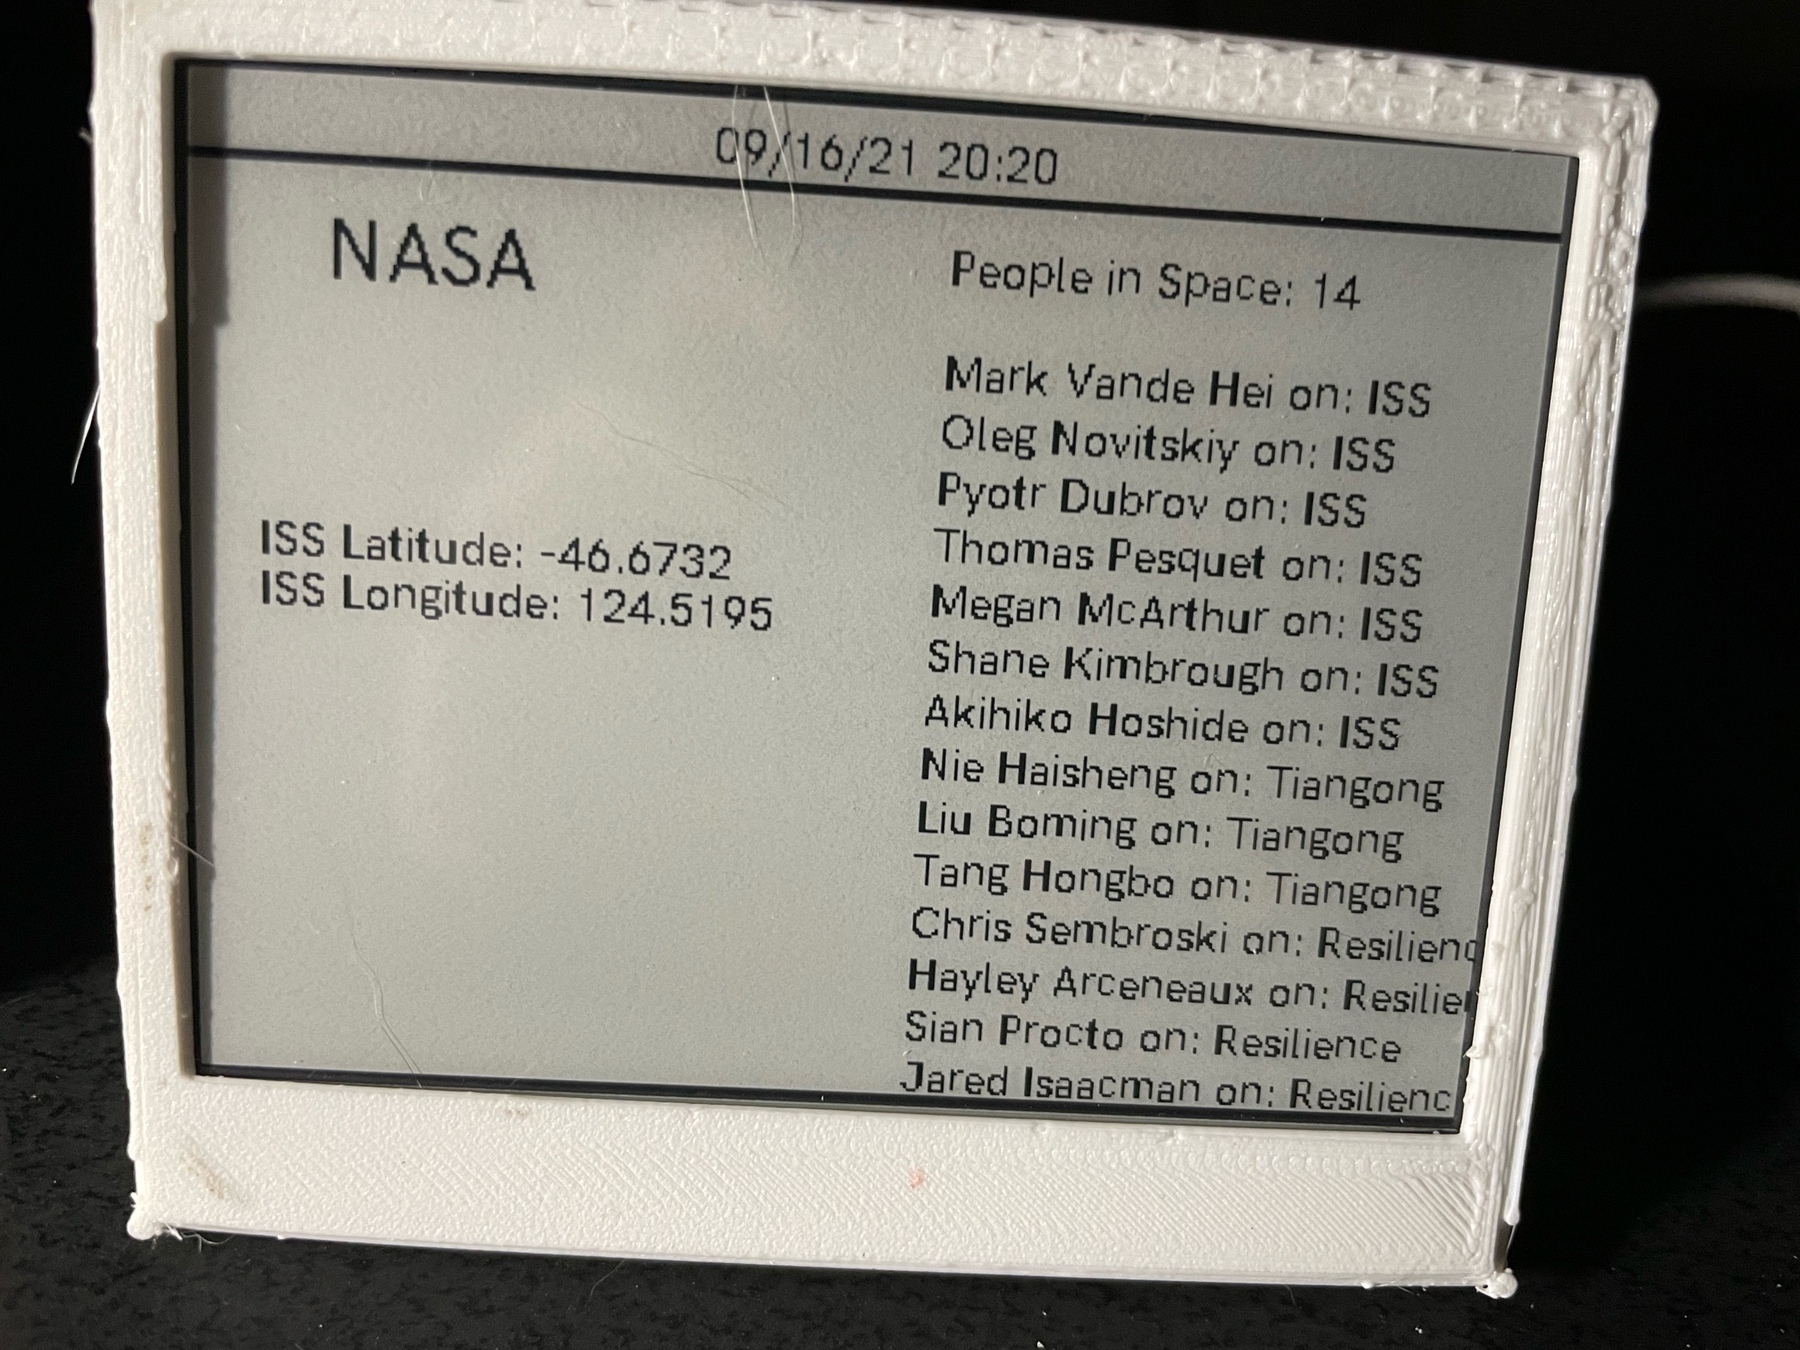 09/16/21 20:20
NASA
ISS Latitude: -46.6732
ISS Longitude: 124.5195
People in Space: 14
Mark Vande Hei on: ISS
Oleg Novitskiy on: ISS
Pyotr Dubrov on: ISS
Thomas Pesquet on: ISS
Megan McArthur on: ISS
Shane Kimbrough on: ISS
Akihiko Hoshide on: ISS
Nie Haisheng on: Tiangong
Liu Boming on: Tiangong
Tang Hongbo on: Tiangong
Chris Sembroski on: Resilienc
Hayley Arceneaux on: Resilien
Sian Procto on: Resilience
Jared Isaacman on: Resilienc